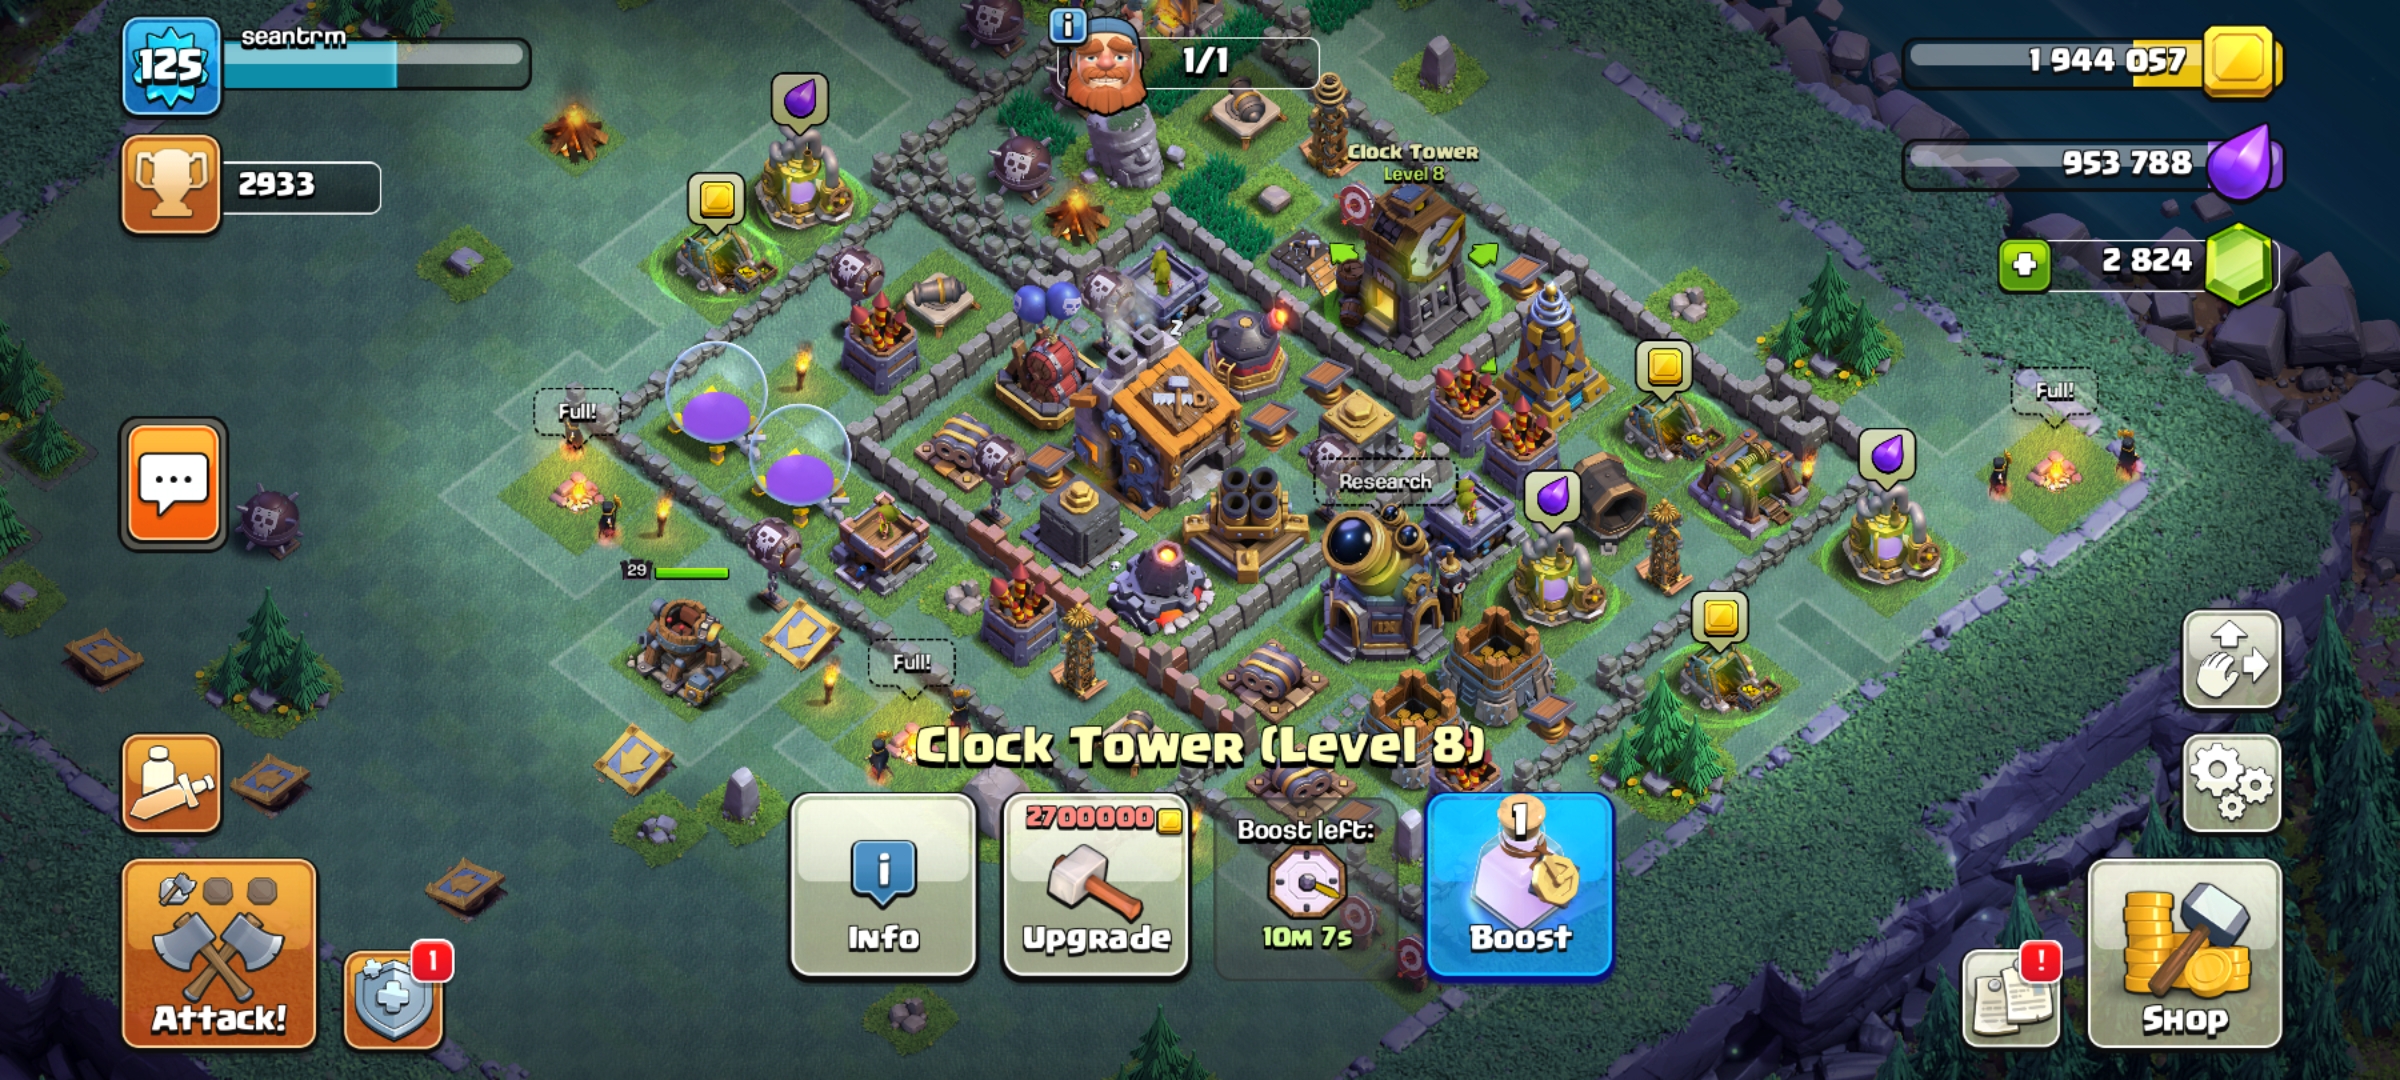 seantrm
125
1/1
1 944 057
2933
953 788
Clock Tower
Level 8
2 824
z
Full!
Full!
Research
29
Full!
Clock Tower (Level 8)
2700000
Boost left:
1
Info
Upgrade
10m 7s
Boost
Attack!
1
!
Shop